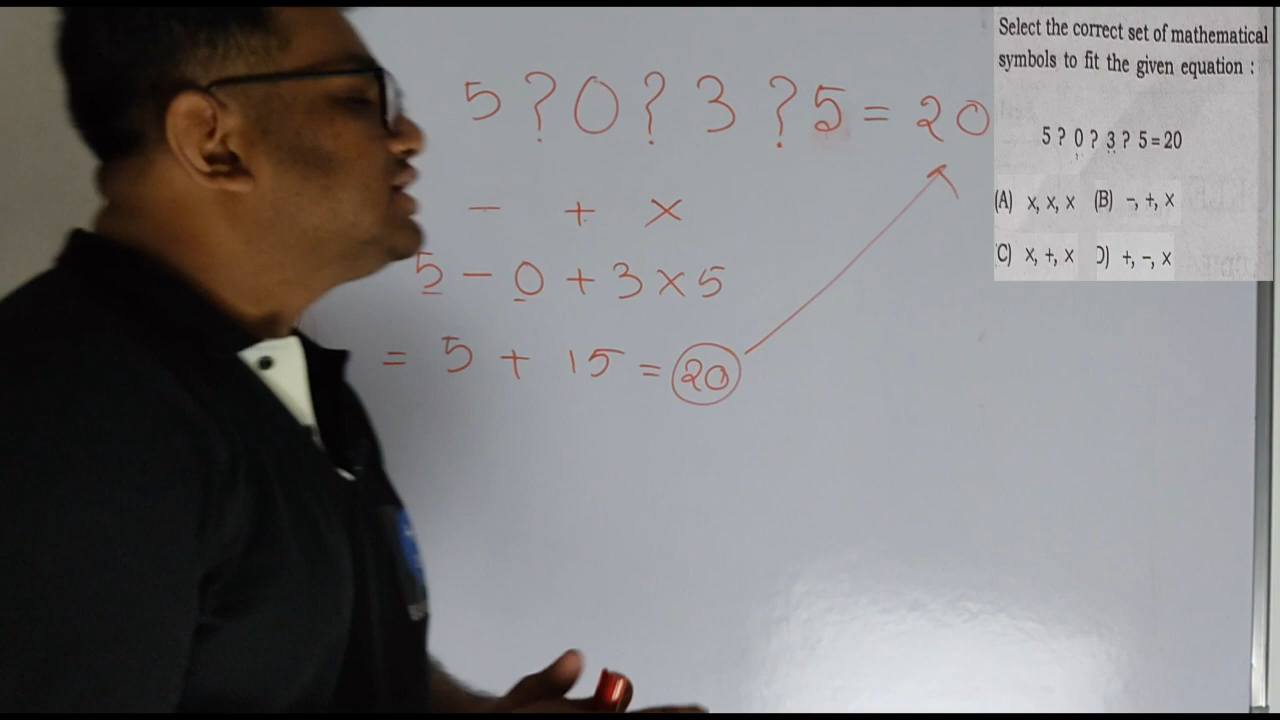 5 ? 0 ? 3 ? 5 = 20
- + ×
5 - 0 + 3 × 5
= 5 + 15 = 20
Select the correct set of mathematical
symbols to fit the given equation :
5 ? 0 ? 3 ? 5 = 20
(A) x, x, x (B) -, +, x
C) x, +, x D) +, -, x